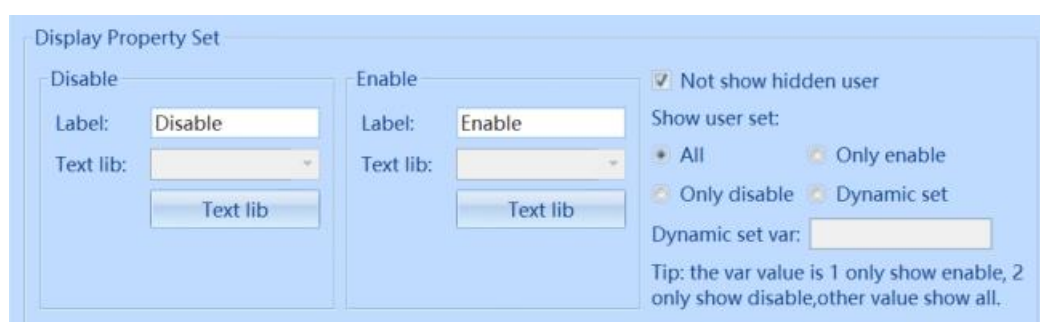 Display Property Set
Disable
Label: Disable
Text lib:
Text lib
Enable
Label: Enable
Text lib:
Text lib
Not show hidden user
Show user set:
All Only enable
Only disable Dynamic set
Dynamic set var:
Tip: the var value is 1 only show enable, 2
only show disable,other value show all.